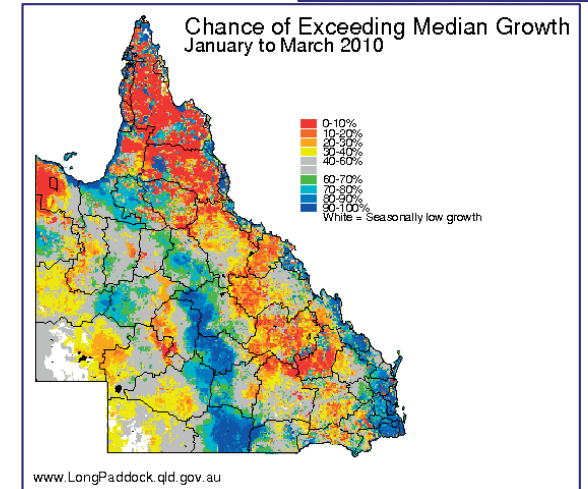 Chance of Exceeding Median Growth
January to March 2010
0-10%
10-20%
20-30%
30-40%
40-60%
60-70%
70-80%
80-90%
90-100%
White = Seasonally low growth
www.LongPaddock.qld.gov.au